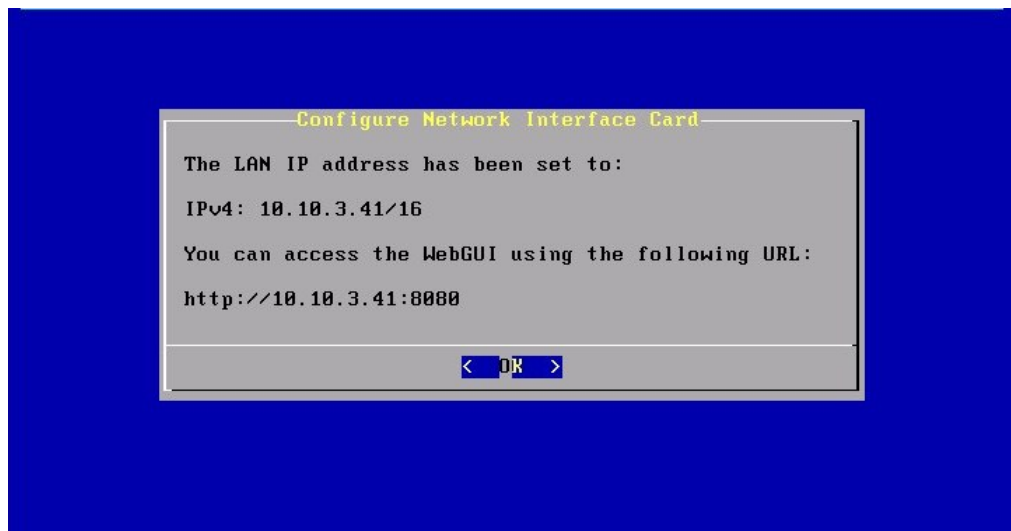 Configure Network Interface Card
The LAN IP address has been set to:
IPv4: 10.10.3.41/16
You can access the WebGUI using the following URL:
http://10.10.3.41:8080
< OK >